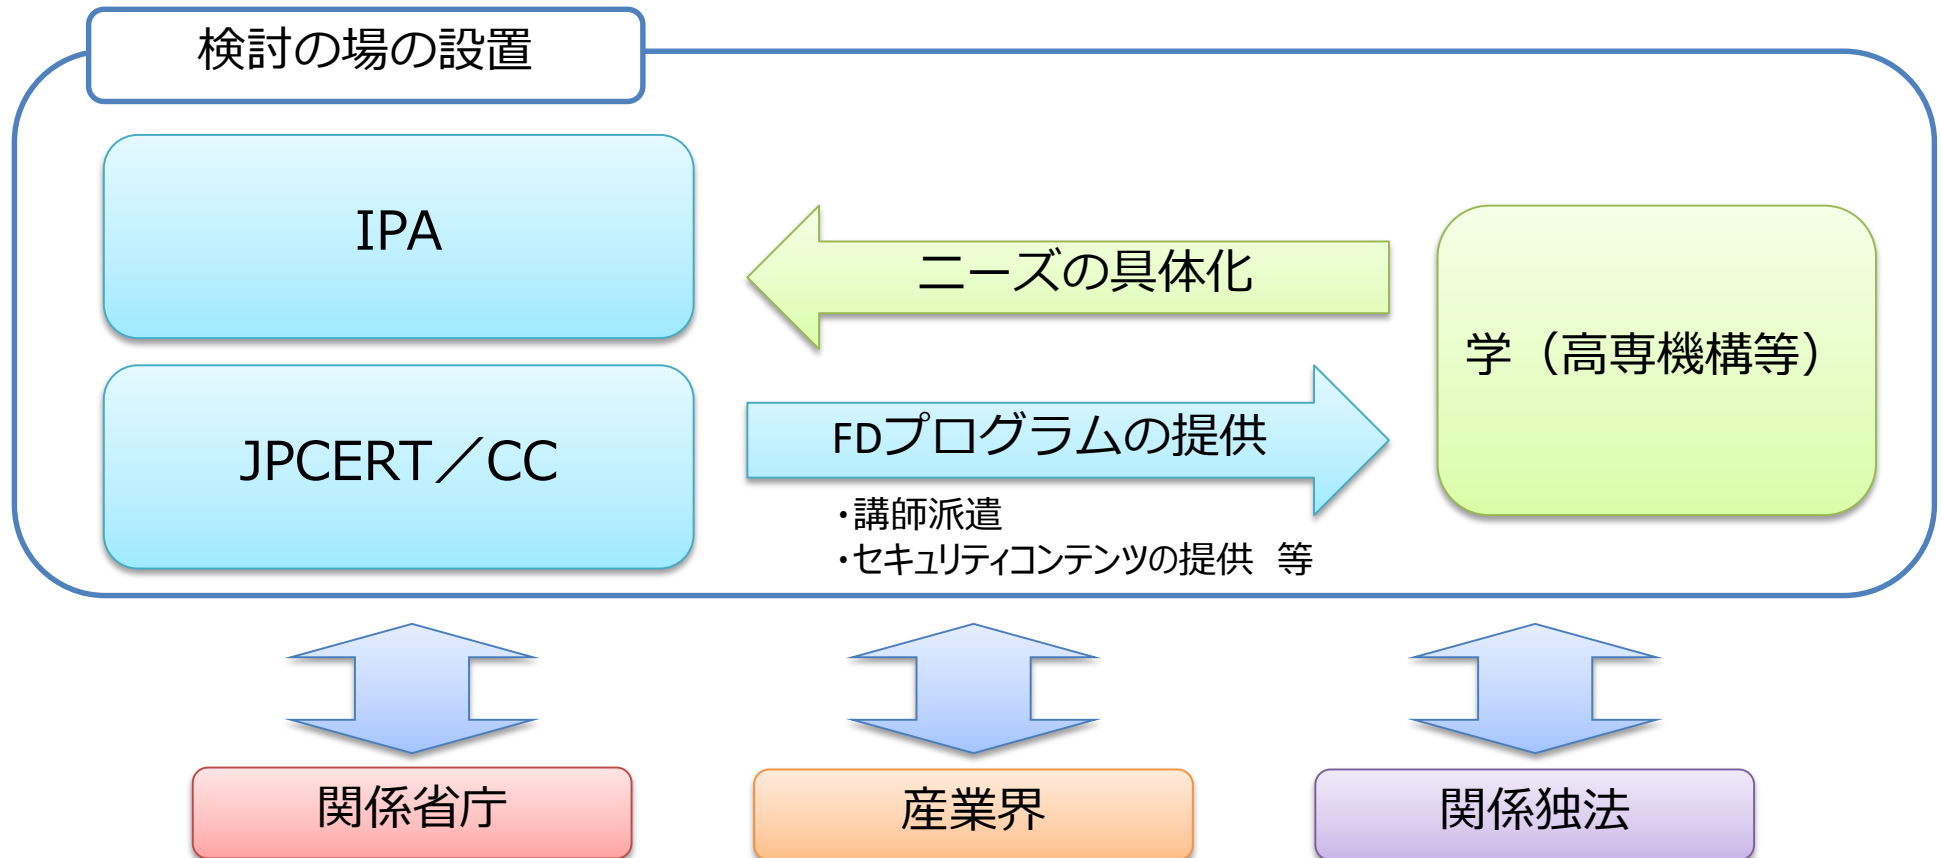 検討の場の設置
IPA
JPCERT／CC
ニーズの具体化
FDプログラムの提供
・講師派遣
・セキュリティコンテンツの提供　等
学（高専機構等）
関係省庁
産業界
関係独法